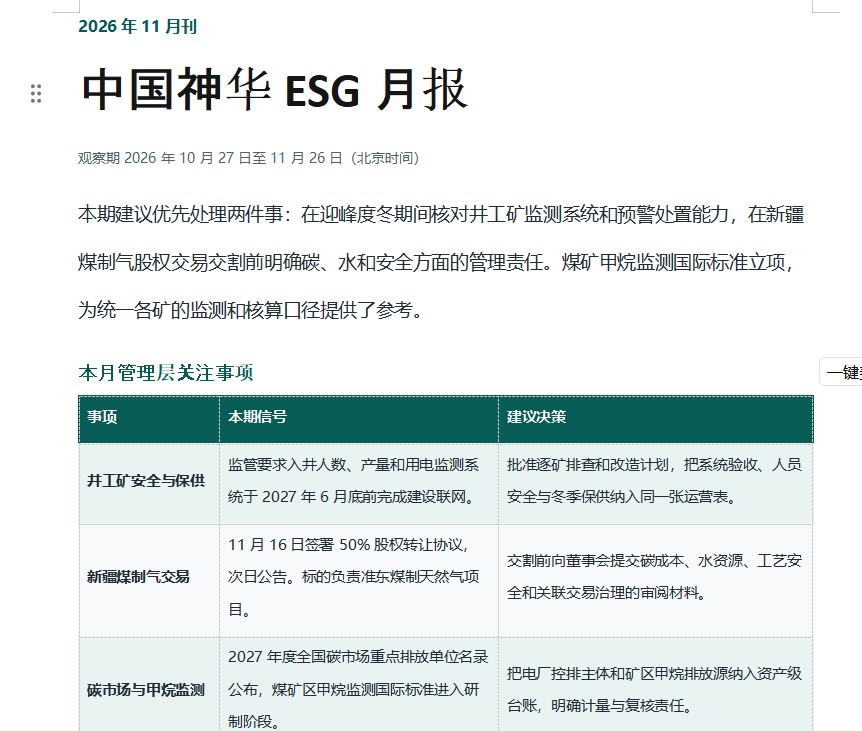 2026 年 11 月刊
中国神华 ESG 月报
观察期 2026 年 10 月 27 日至 11 月 26 日（北京时间）
本期建议优先处理两件事：在迎峰度冬期间核对井工矿监测系统和预警处置能力，在新疆
煤制气股权交易交割前明确碳、水和安全方面的管理责任。煤矿甲烷监测国际标准立项，
为统一各矿的监测和核算口径提供了参考。
本月管理层关注事项
一键
事项
本期信号
建议决策
井工矿安全与保供
监管要求入井人数、产量和用电监测系
统于 2027 年 6 月底前完成建设联网。
批准逐矿排查和改造计划，把系统验收、人员
安全与冬季保供纳入同一张运营表。
新疆煤制气交易
11 月 16 日签署 50% 股权转让协议，
次日公告。标的负责准东煤制天然气项
目。
交割前向董事会提交碳成本、水资源、工艺安
全和关联交易治理的审阅材料。
碳市场与甲烷监测
2027 年度全国碳市场重点排放单位名录
公布，煤矿区甲烷监测国际标准进入研
制阶段。
把电厂控排主体和矿区甲烷排放源纳入资产级
台账，明确计量与复核责任。